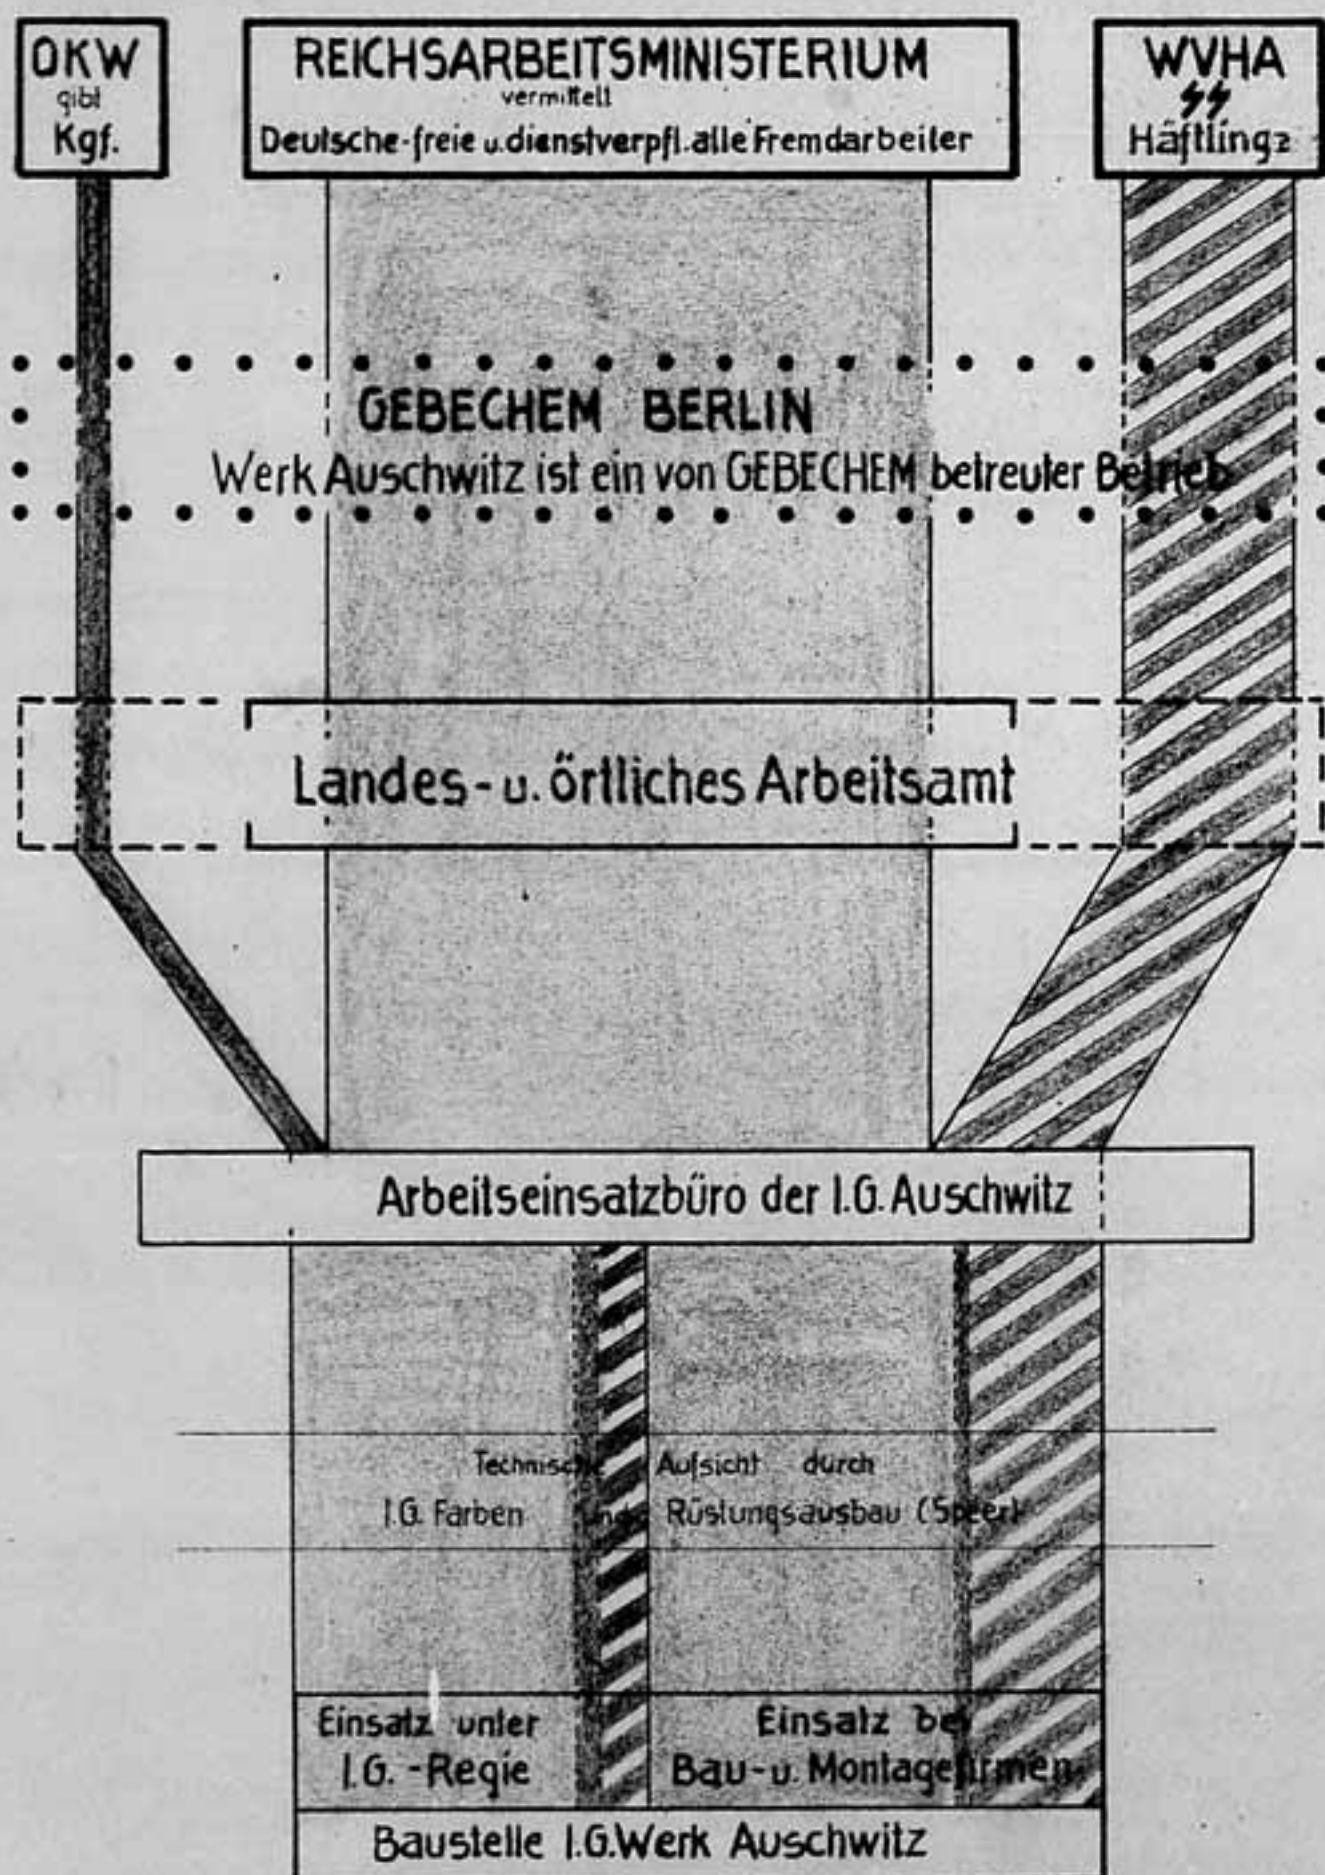 OKW
gibt
Kgf.
REICHSARBEITSMINISTERIUM
vermittelt
Deutsche-freie u. dienstverpfl. alle Fremdarbeiter
WVHA
SS
Häftlinge
GEBECHEM BERLIN
Werk Auschwitz ist ein von GEBECHEM betreuter Betrieb
Landes- u. örtliches Arbeitsamt
Arbeitseinsatzbüro der I.G. Auschwitz
Technische Aufsicht durch
I.G. Farben und Rüstungsausbau (Speer)
Einsatz unter
I.G. -Regie
Einsatz bei
Bau- u. Montagefirmen
Baustelle I.G. Werk Auschwitz